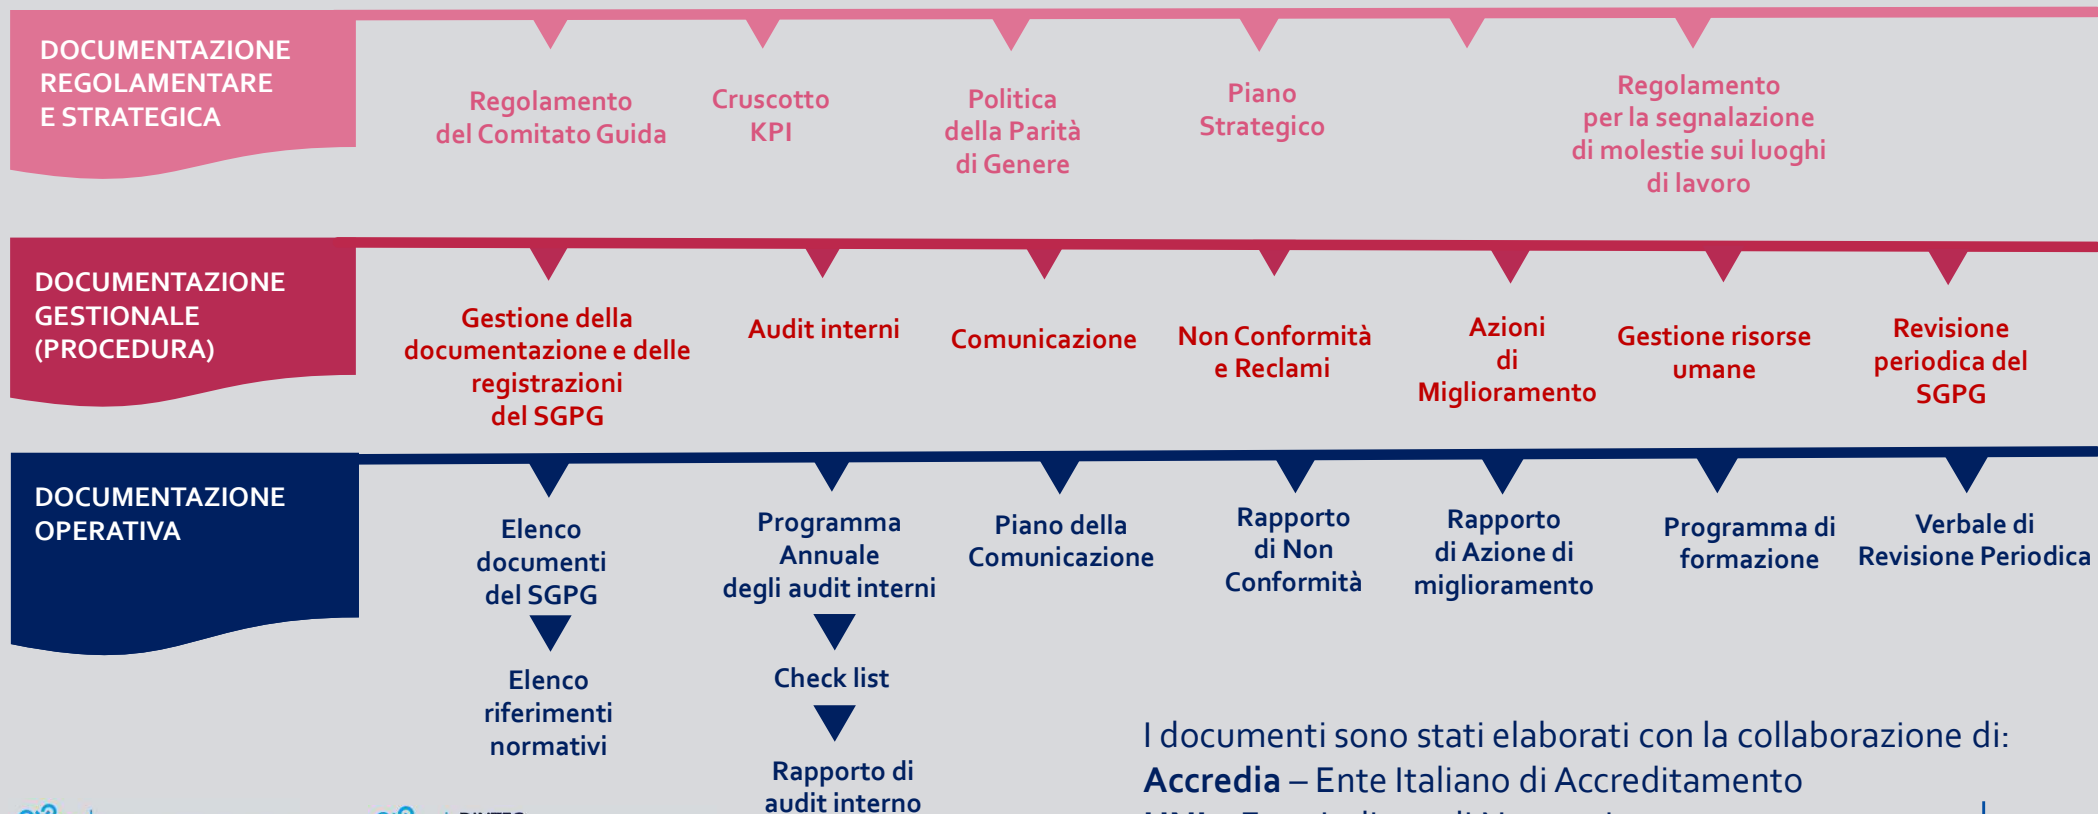 DOCUMENTAZIONE
REGOLAMENTARE
E STRATEGICA
Regolamento
del Comitato Guida
Cruscotto
KPI
Politica
della Parità
di Genere
Piano
Strategico
Regolamento
per la segnalazione
di molestie sui luoghi
di lavoro
DOCUMENTAZIONE
GESTIONALE
(PROCEDURA)
Gestione della
documentazione e delle
registrazioni
del SGPG
Audit interni
Comunicazione
Non Conformità
e Reclami
Azioni
di
Miglioramento
Gestione risorse
umane
Revisione
periodica del
SGPG
DOCUMENTAZIONE
OPERATIVA
Elenco
documenti
del SGPG
Elenco
riferimenti
normativi
Programma
Annuale
degli audit interni
Check list
Rapporto di
audit interno
Piano della
Comunicazione
Rapporto
di Non
Conformità
Rapporto
di Azione di
miglioramento
Programma di
formazione
Verbale di
Revisione Periodica
I documenti sono stati elaborati con la collaborazione di:
Accredia – Ente Italiano di Accreditamento